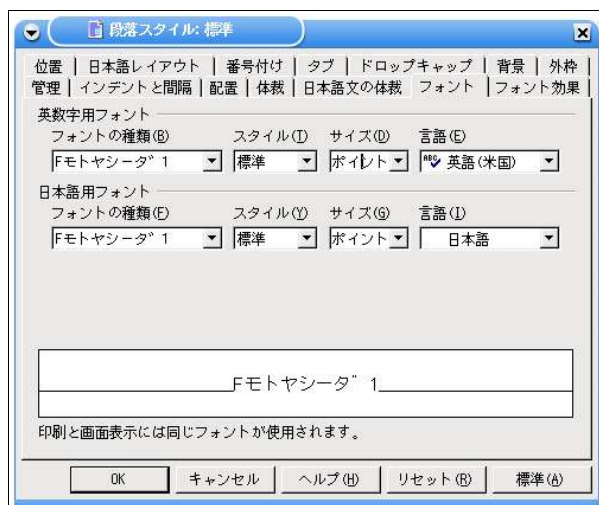 段落スタイル: 標準
位置 日本語レイアウト 番号付け タブ ドロップキャップ 背景 外枠
管理 インデントと間隔 配置 体裁 日本語文の体裁 フォント フォント効果
英数字用フォント
フォントの種類(B) スタイル(T) サイズ(D) 言語(E)
Fモトヤシータ゛1 標準 ポイント ABC 英語(米国)
日本語用フォント
フォントの種類(F) スタイル(Y) サイズ(G) 言語(I)
Fモトヤシータ゛1 標準 ポイント 日本語
Fモトヤシータ゛1
印刷と画面表示には同じフォントが使用されます。
OK キャンセル ヘルプ(H) リセット(R) 標準(A)